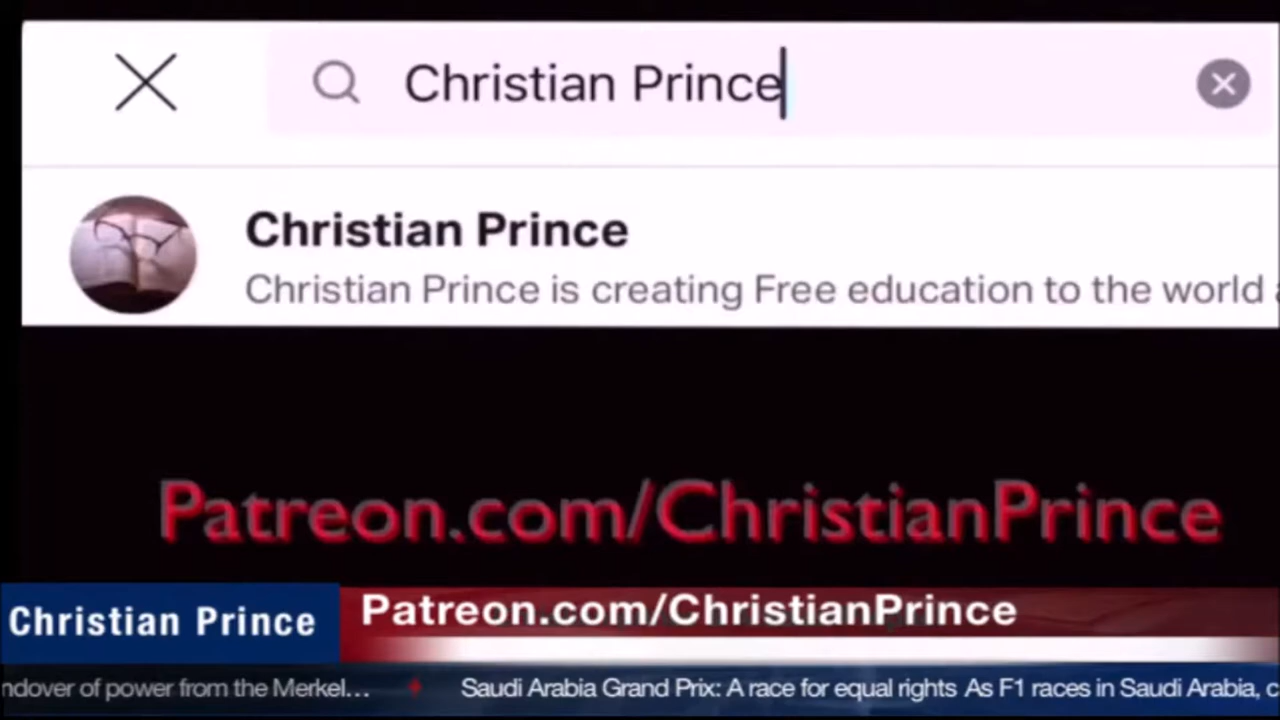 Christian Prince
Christian Prince
Christian Prince is creating Free education to the world
Patreon.com/ChristianPrince
Christian Prince
Patreon.com/ChristianPrince
ndover of power from the Merkel... Saudi Arabia Grand Prix: A race for equal rights As F1 races in Saudi Arabia, c